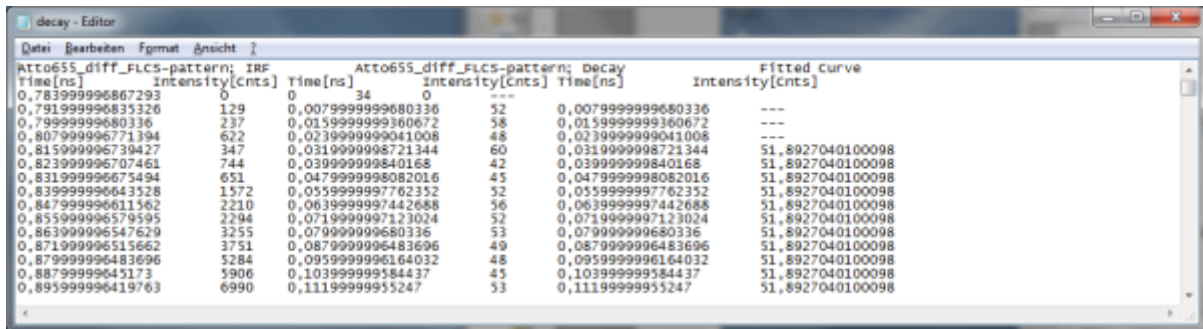 decay - Editor
Datei Bearbeiten Format Ansicht ?
Atto655_diff_FLCS-pattern; IRF Atto655_diff_FLCS-pattern; Decay Fitted Curve
Time[ns] Intensity[Cnts] Time[ns] Intensity[Cnts] Time[ns] Intensity[Cnts]
0,783999996867293 0 0 34 0 ---
0,791999996835326 129 0,0079999999680336 52 0,0079999999680336 ---
0,79999999680336 237 0,0159999999360672 58 0,0159999999360672 ---
0,807999996771394 622 0,0239999999041008 48 0,0239999999041008 ---
0,815999996739427 347 0,0319999998721344 60 0,0319999998721344 51,8927040100098
0,823999996707461 744 0,039999999840168 42 0,039999999840168 51,8927040100098
0,831999996675494 651 0,0479999998082016 45 0,0479999998082016 51,8927040100098
0,839999996643528 1572 0,0559999997762352 52 0,0559999997762352 51,8927040100098
0,847999996611562 2210 0,0639999997442688 56 0,0639999997442688 51,8927040100098
0,855999996579595 2294 0,0719999997123024 52 0,0719999997123024 51,8927040100098
0,863999996547629 3255 0,079999999680336 53 0,079999999680336 51,8927040100098
0,871999996515662 3751 0,0879999996483696 49 0,0879999996483696 51,8927040100098
0,879999996483696 5284 0,0959999996164032 48 0,0959999996164032 51,8927040100098
0,88799999645173 5906 0,103999999584437 45 0,103999999584437 51,8927040100098
0,895999996419763 6990 0,11199999955247 53 0,11199999955247 51,8927040100098